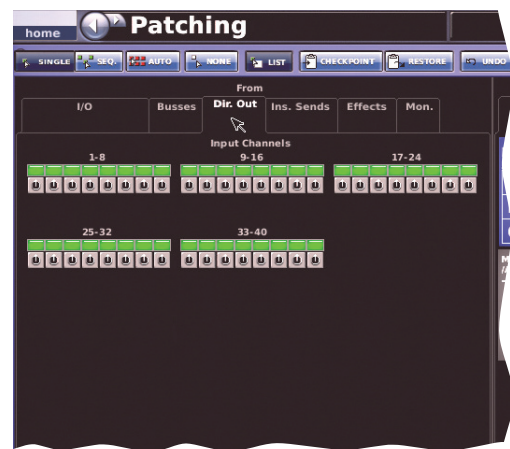 home Patching
SINGLE SEQ. AUTO NONE LIST CHECKPOINT RESTORE UNDO
From
I/O Busses Dir. Out Ins. Sends Effects Mon.
Input Channels
1-8 9-16 17-24
25-32 33-40